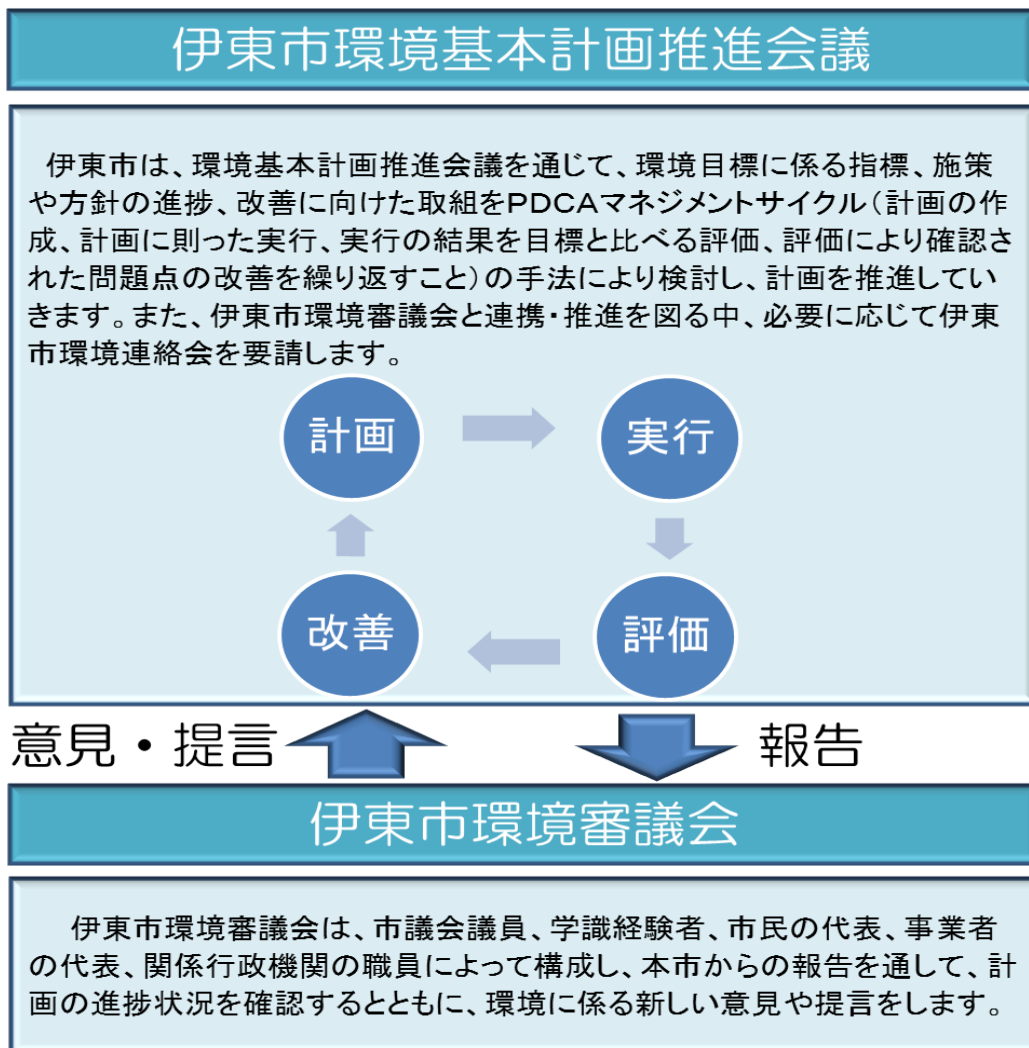 伊東市環境基本計画推進会議
伊東市は、環境基本計画推進会議を通じて、環境目標に係る指標、施策
や方針の進捗、改善に向けた取組をPDCAマネジメントサイクル（計画の作
成、計画に則った実行、実行の結果を目標と比べる評価、評価により確認さ
れた問題点の改善を繰り返すこと）の手法により検討し、計画を推進してい
きます。また、伊東市環境審議会と連携・推進を図る中、必要に応じて伊東
市環境連絡会を要請します。
計画
実行
改善
評価
意見・提言
報告
伊東市環境審議会
伊東市環境審議会は、市議会議員、学識経験者、市民の代表、事業者
の代表、関係行政機関の職員によって構成し、本市からの報告を通して、計
画の進捗状況を確認するとともに、環境に係る新しい意見や提言をします。